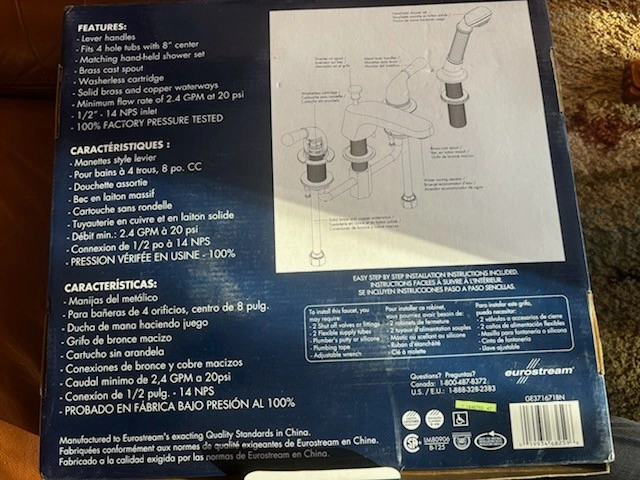 FEATURES:
- Lever handles
- Fits 4 hole tubs with 8" center
- Matching hand-held shower set
- Brass cast spout
- Washerless cartridge
- Solid brass and copper waterways
- Minimum flow rate of 2.4 GPM at 20 psi
- 1/2" - 14 NPS inlet
- 100% FACTORY PRESSURE TESTED
CARACTÉRISTIQUES :
- Manettes style levier
- Pour bains à 4 trous, 8 po. CC
- Douchette assortie
- Bec en laiton massif
- Cartouche sans rondelle
- Tuyauterie en cuivre et en laiton solide
- Débit min.: 2.4 GPM à 20 psi
- Connexion de 1/2 po à 14 NPS
- PRESSION VÉRIFÉE EN USINE - 100%
CARACTERÍSTICAS:
- Manijas del metálico
- Para bañeras de 4 orificios, centro de 8 pulg.
- Ducha de mana haciendo juego
- Grifo de bronce macizo
- Cartucho sin arandela
- Conexiones de bronce y cobre macizos
- Caudal minimo de 2,4 GPM a 20psi
- Conexion de 1/2 pulg. - 14 NPS
- PROBADO EN FÁBRICA BAJO PRESIÓN AL 100%
Manufactured to Eurostream's exacting Quality Standards in China.
Fabriquées conformément aux normes de qualité exigeantes de Eurostream en Chine.
Fabricado a la calidad exigida por las normas de Eurostream en China.
EASY STEP BY STEP INSTALLATION INSTRUCTIONS INCLUDED.
INSTRUCTIONS FACILES À SUIVRE À L'INTÉRIEUR.
SE INCLUYEN INSTRUCCIONES PASO A PASO SENCILLAS.
To install this faucet, you
may require:
- 2 Shut off valves or fittings
- 2 Flexible supply tubes
- Plumber's putty or silicone
- Plumbing tape
- Adjustable wrench
Pour installer ce robinet,
vous pourriez avoir besoin de:
- 2 robinets de fermeture
- 2 tuyaux d'alimentation souples
- Mastic ou scellant au silicone
- Ruban d'étanchéité
- Clé à molette
Para instalar este grifo,
puede necesitar:
- 2 válvulas o accesorios de cierre
- 2 caños de alimentación flexibles
- Masilla para fontanería o silicona
- Cinta de fontanería
- Llave ajustable
Questions? Preguntas?
Canada: 1-800-487-8372
U.S. / E.U.: 1-888-328-2383
eurostream
GE371671BN
LM80906
B-125